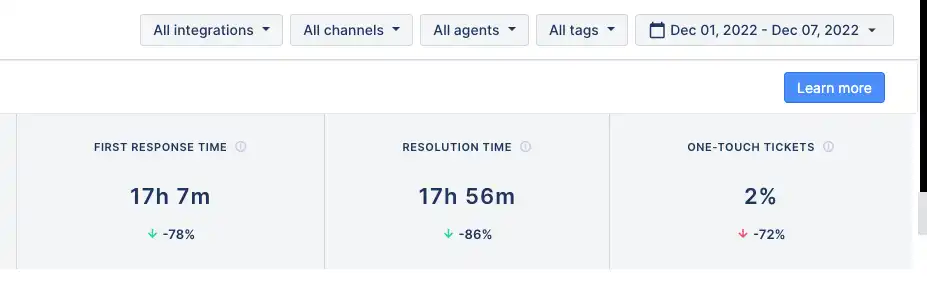 All integrations All channels All agents All tags Dec 01, 2022 - Dec 07, 2022
Learn more
FIRST RESPONSE TIME RESOLUTION TIME ONE-TOUCH TICKETS
17h 7m 17h 56m 2%
-78% -86% -72%